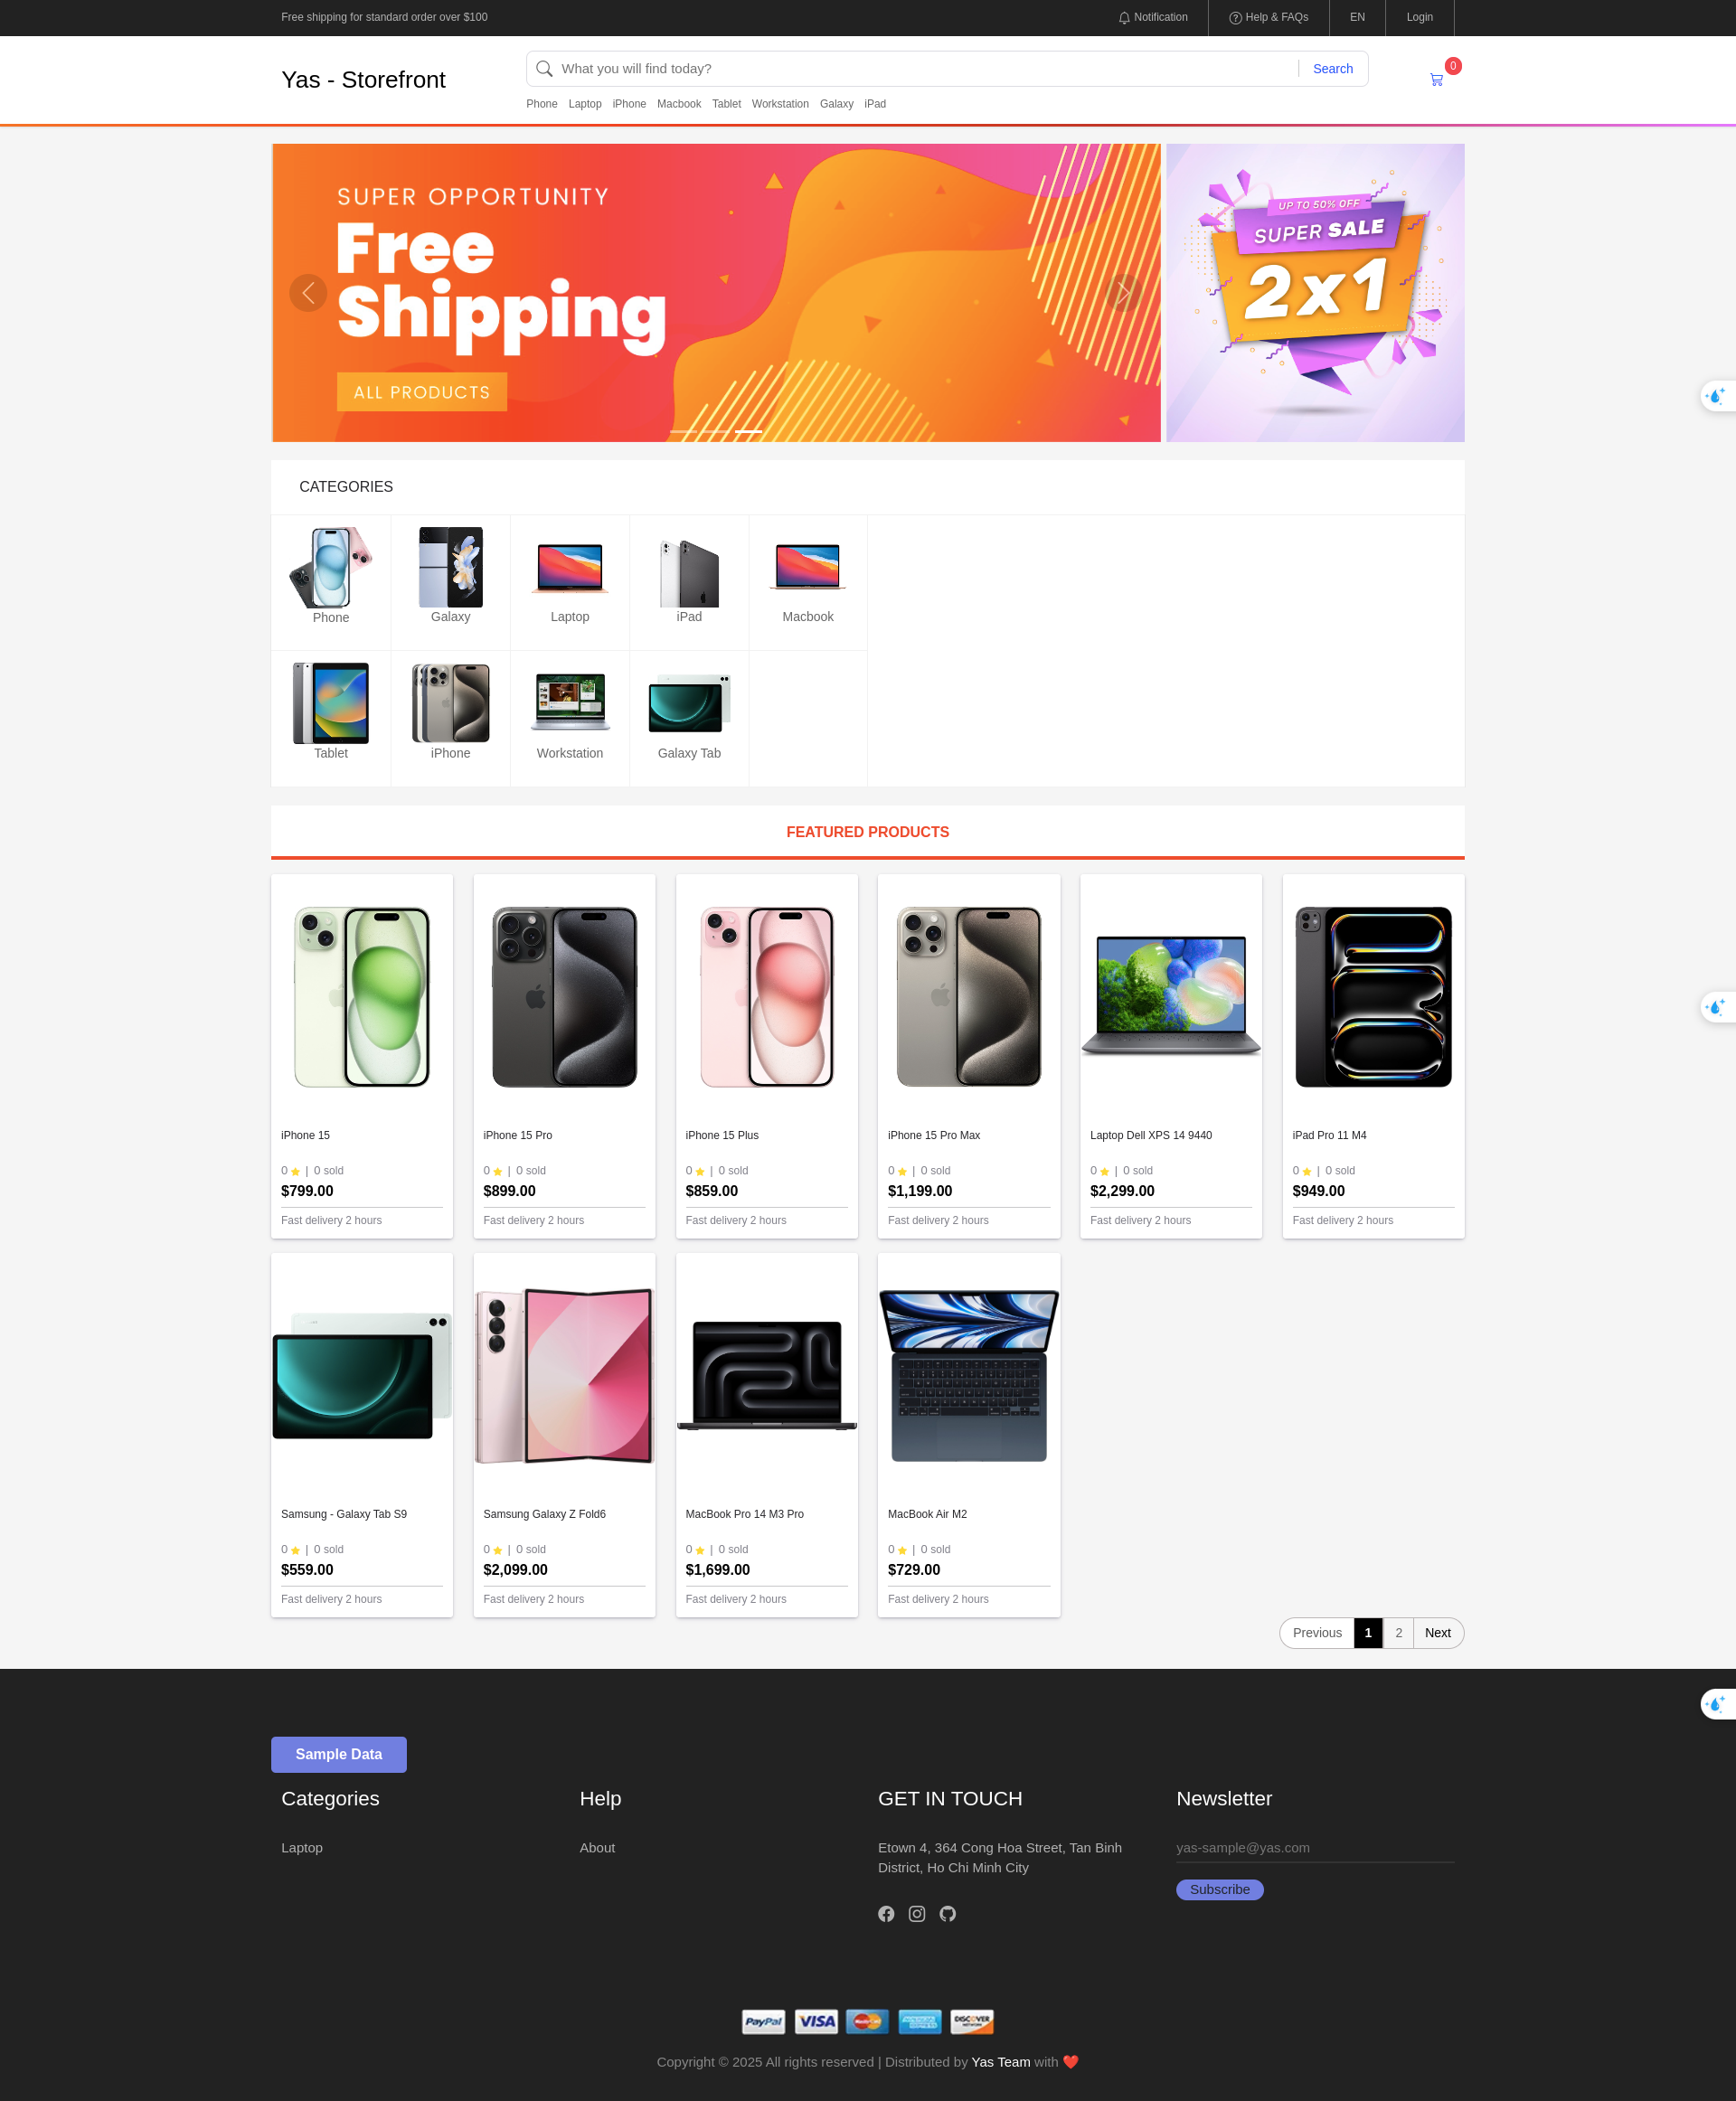 Free shipping for standard order over $100
Notification
Help & FAQs
EN
Login
Yas - Storefront
What you will find today?
Search
0
Phone Laptop iPhone Macbook Tablet Workstation Galaxy iPad
SUPER OPPORTUNITY
Free
Shipping
ALL PRODUCTS
UP TO 50% OFF
SUPER SALE
2x1
CATEGORIES
Phone Galaxy Laptop iPad Macbook
Tablet iPhone Workstation Galaxy Tab
FEATURED PRODUCTS
iPhone 15
0 | 0 sold
$799.00
Fast delivery 2 hours
iPhone 15 Pro
0 | 0 sold
$899.00
Fast delivery 2 hours
iPhone 15 Plus
0 | 0 sold
$859.00
Fast delivery 2 hours
iPhone 15 Pro Max
0 | 0 sold
$1,199.00
Fast delivery 2 hours
Laptop Dell XPS 14 9440
0 | 0 sold
$2,299.00
Fast delivery 2 hours
iPad Pro 11 M4
0 | 0 sold
$949.00
Fast delivery 2 hours
Samsung - Galaxy Tab S9
0 | 0 sold
$559.00
Fast delivery 2 hours
Samsung Galaxy Z Fold6
0 | 0 sold
$2,099.00
Fast delivery 2 hours
MacBook Pro 14 M3 Pro
0 | 0 sold
$1,699.00
Fast delivery 2 hours
MacBook Air M2
0 | 0 sold
$729.00
Fast delivery 2 hours
Previous 1 2 Next
Sample Data
Categories
Laptop
Help
About
GET IN TOUCH
Etown 4, 364 Cong Hoa Street, Tan Binh
District, Ho Chi Minh City
Newsletter
yas-sample@yas.com
Subscribe
PayPal VISA MasterCard AMERICAN EXPRESS DISCOVER NETWORK
Copyright © 2025 All rights reserved | Distributed by Yas Team with ❤️